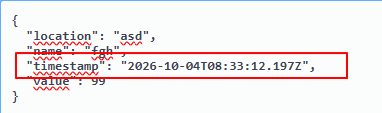 {
"location": "asd",
"name": "fgh",
"timestamp": "2026-10-04T08:33:12.197Z",
"value": 99
}